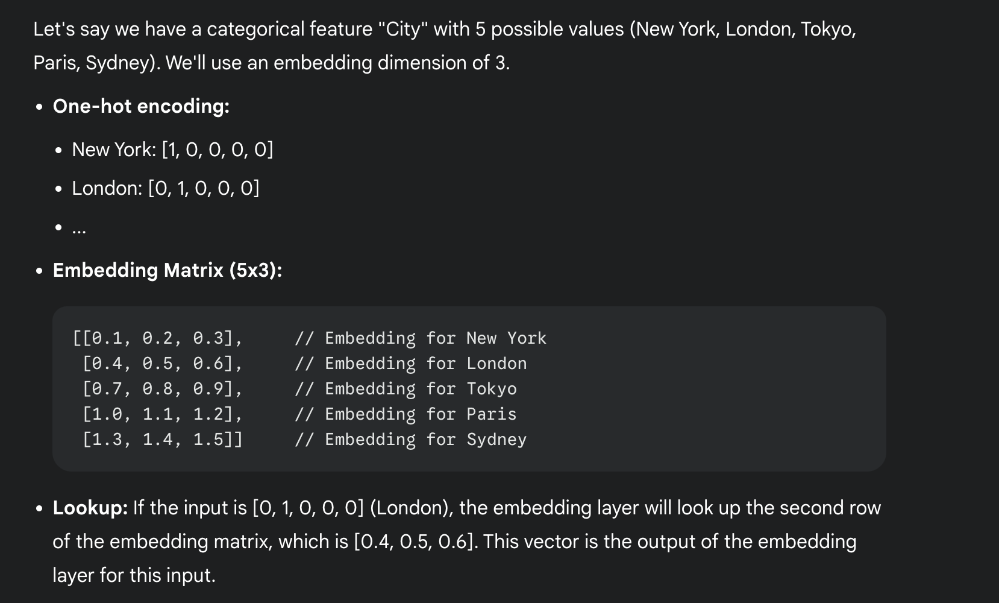 Let's say we have a categorical feature "City" with 5 possible values (New York, London, Tokyo,
Paris, Sydney). We'll use an embedding dimension of 3.
• One-hot encoding:
• New York: [1, 0, 0, 0, 0]
• London: [0, 1, 0, 0, 0]
• ...
• Embedding Matrix (5x3):
[[0.1, 0.2, 0.3],     // Embedding for New York
 [0.4, 0.5, 0.6],     // Embedding for London
 [0.7, 0.8, 0.9],     // Embedding for Tokyo
 [1.0, 1.1, 1.2],     // Embedding for Paris
 [1.3, 1.4, 1.5]]     // Embedding for Sydney
• Lookup: If the input is [0, 1, 0, 0, 0] (London), the embedding layer will look up the second row
of the embedding matrix, which is [0.4, 0.5, 0.6]. This vector is the output of the embedding
layer for this input.